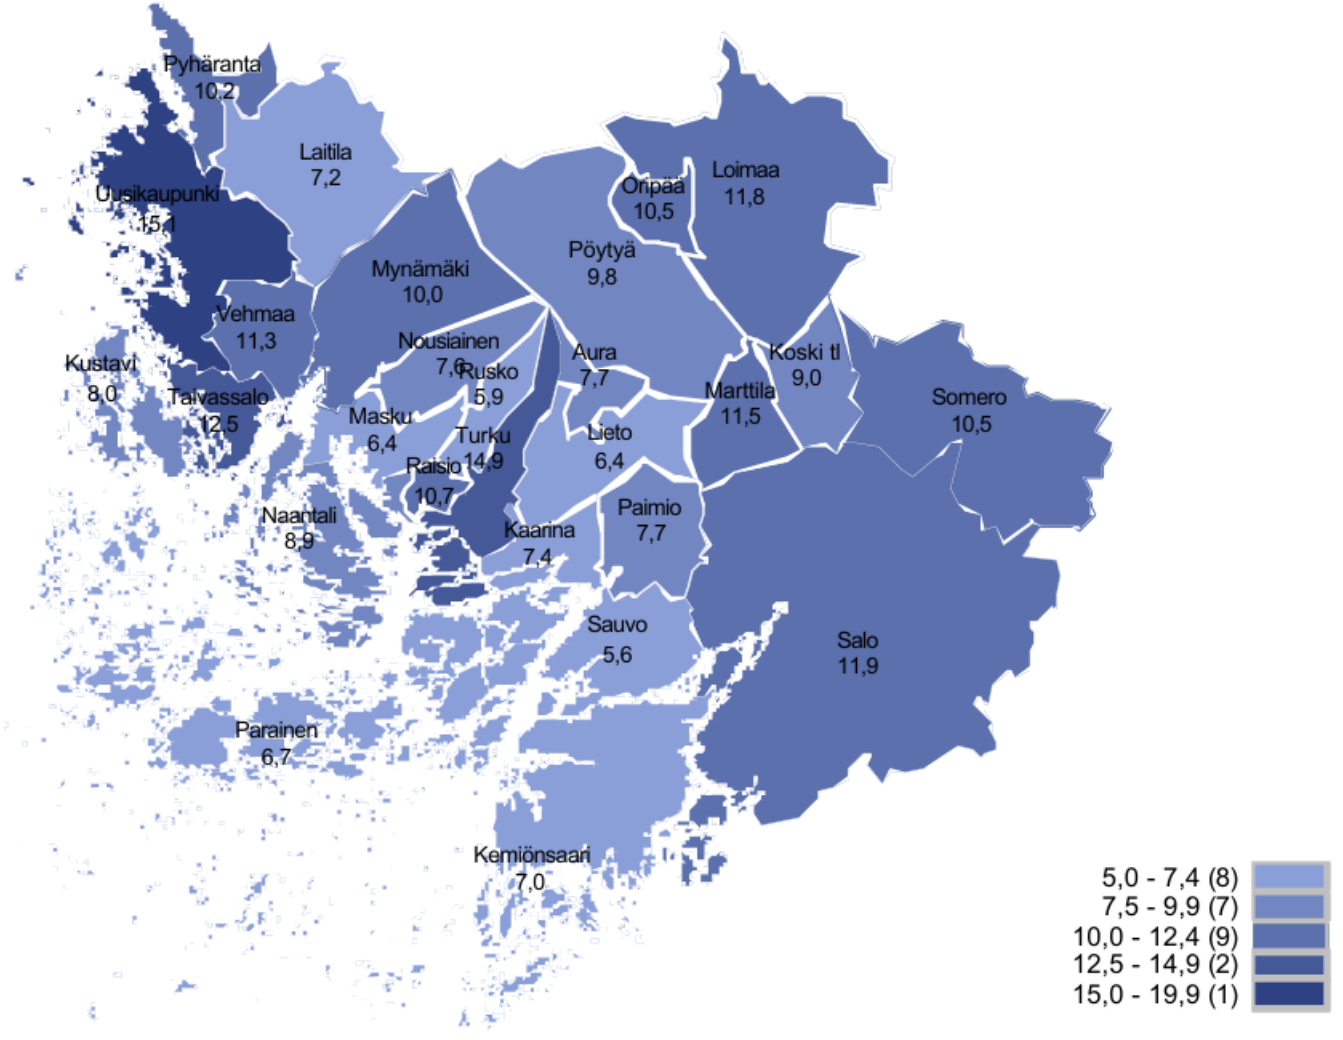 Pyhäranta
10,2
Laitila
7,2
Uusikaupunki
15,1
Loimaa
11,8
Oripää
10,5
Pöytyä
9,8
Mynämäki
10,0
Vehmaa
11,3
Nousiainen
7,6
Rusko
5,9
Aura
7,7
Koski tl
9,0
Kustavi
8,0
Taivassalo
12,5
Marttila
11,5
Somero
10,5
Masku
6,4
Turku
14,9
Lieto
6,4
Raisio
10,7
Naantali
8,9
Kaarina
7,4
Paimio
7,7
Sauvo
5,6
Salo
11,9
Parainen
6,7
Kemiönsaari
7,0
5,0 - 7,4 (8)
7,5 - 9,9 (7)
10,0 - 12,4 (9)
12,5 - 14,9 (2)
15,0 - 19,9 (1)